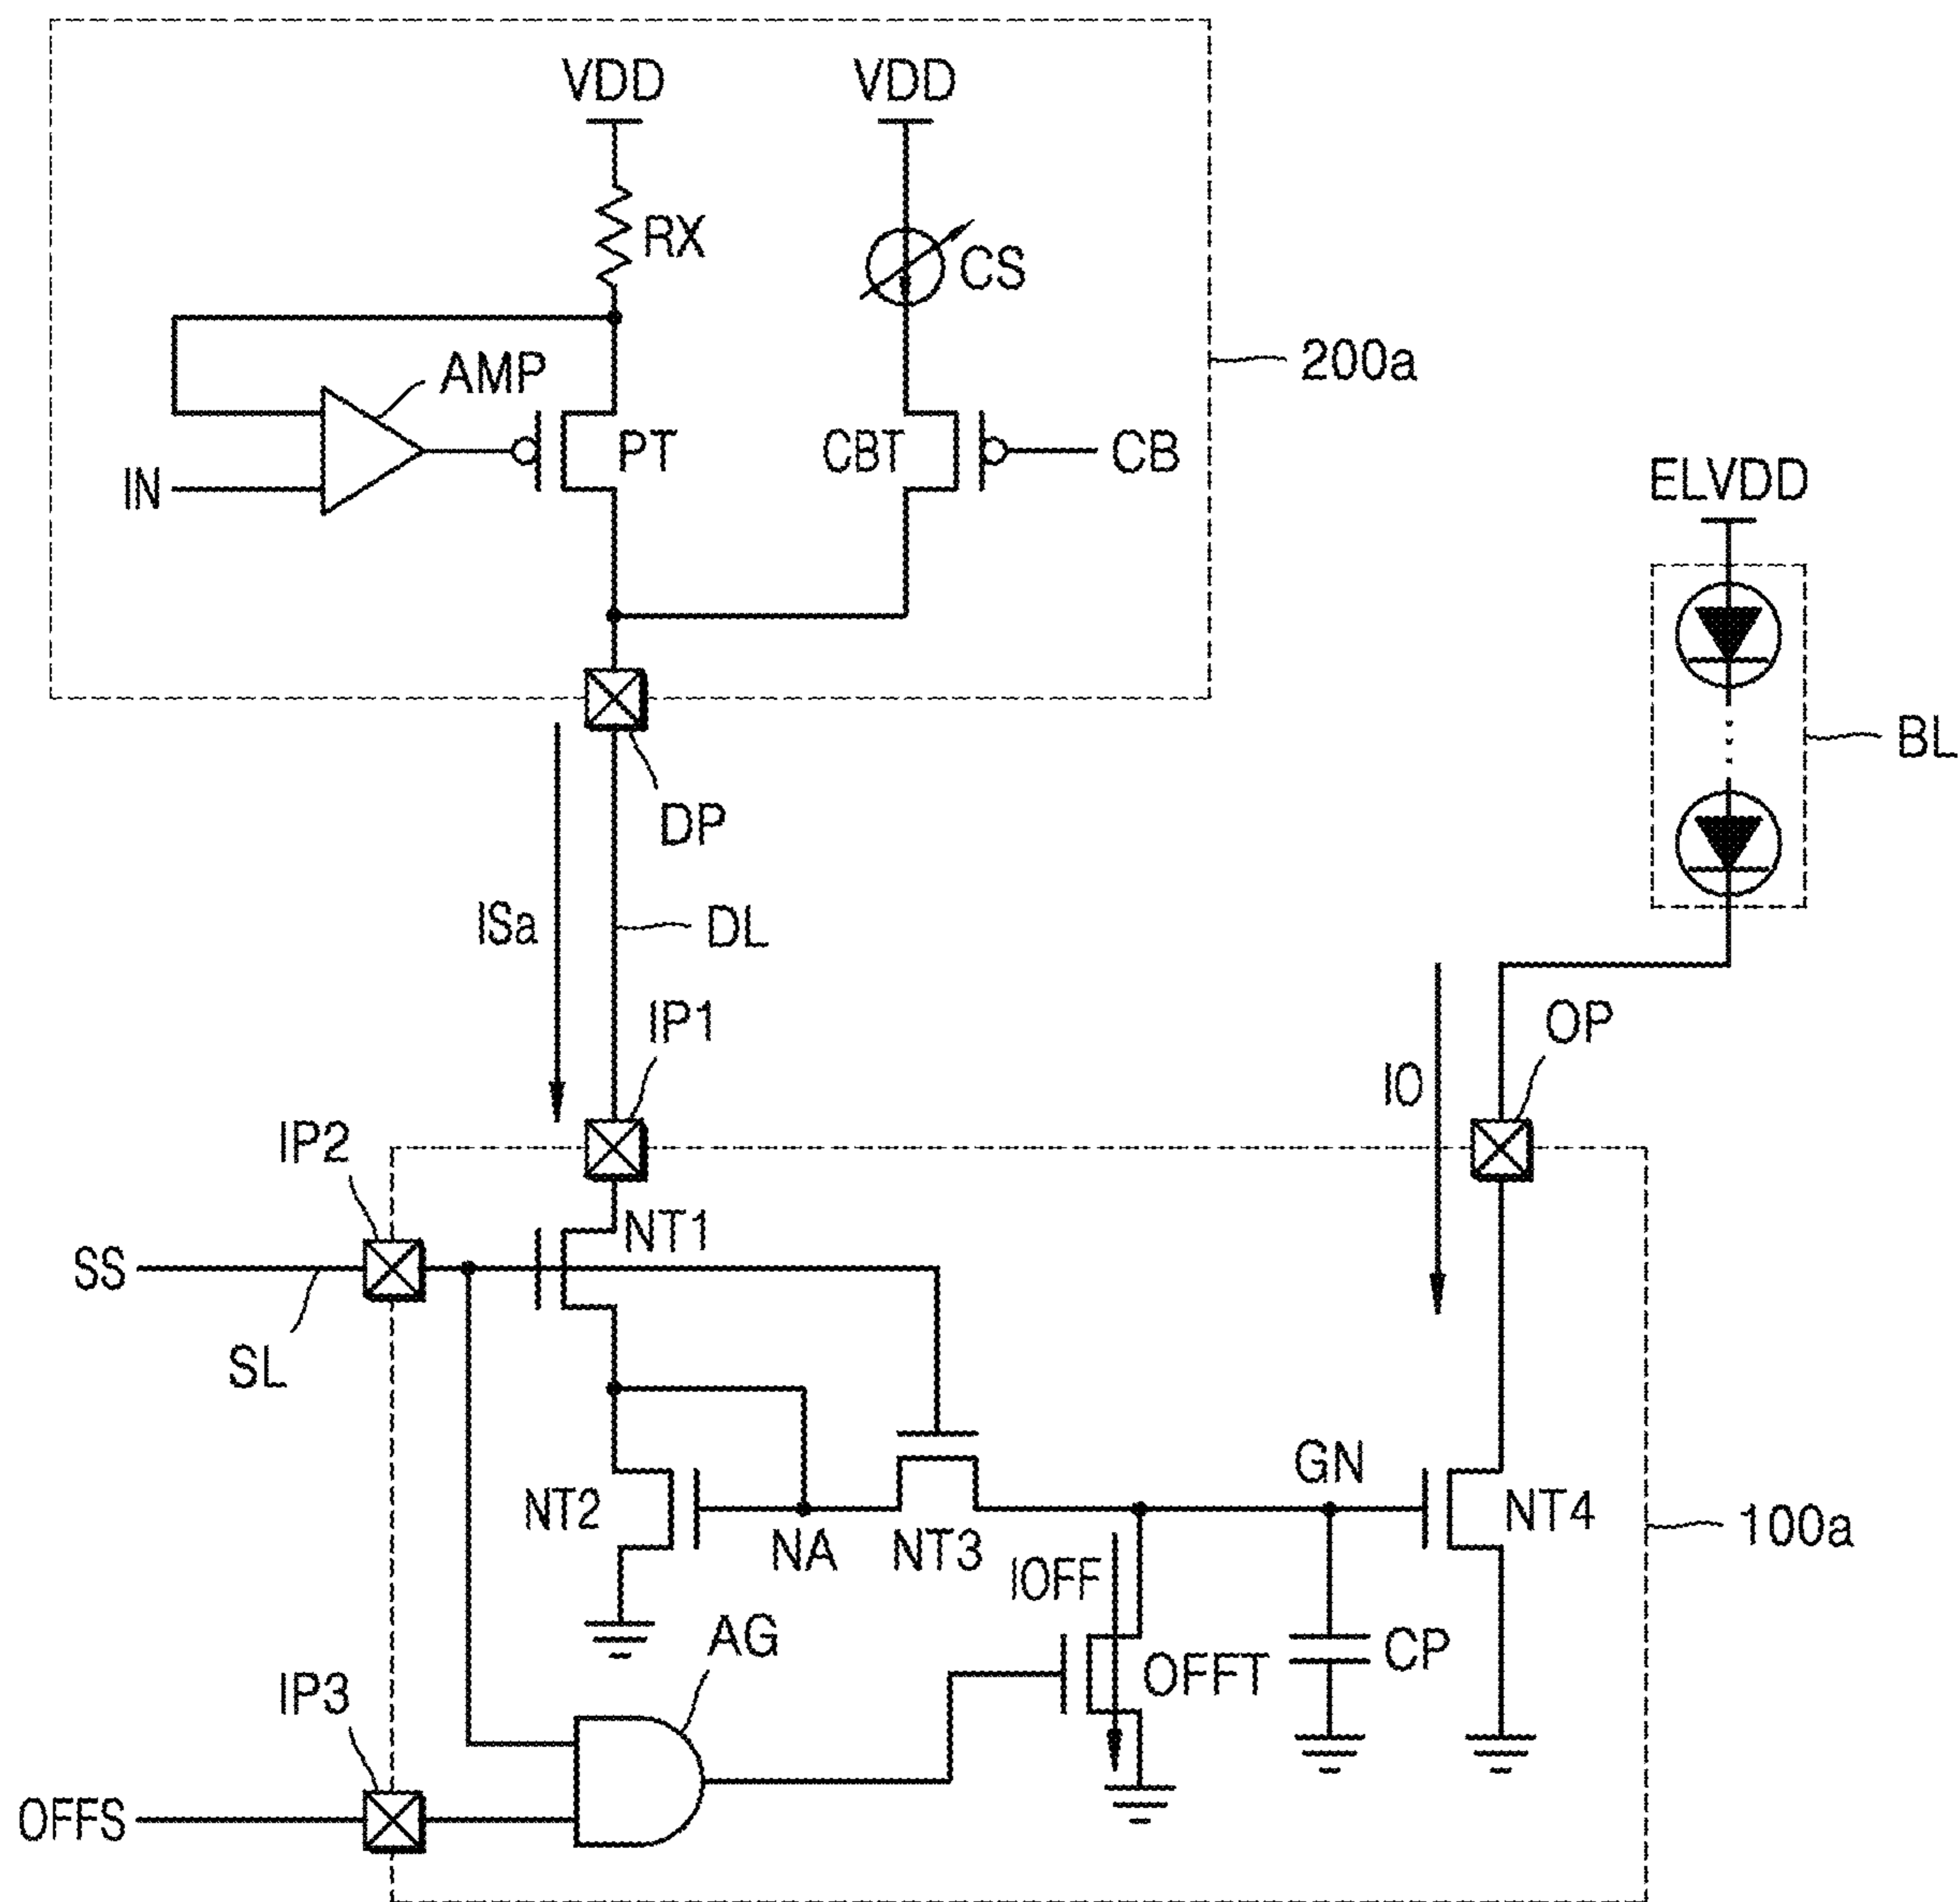 VDD
VDD
RX
CS
200a
AMP
PT
CBT
CB
IN
ELVDD
BL
DP
ISa
DL
IP1
OP
IO
IP2
NT1
SS
SL
GN
NT2
NA
NT3
NT4
100a
IOFF
AG
OFFT
CP
IP3
OFFS